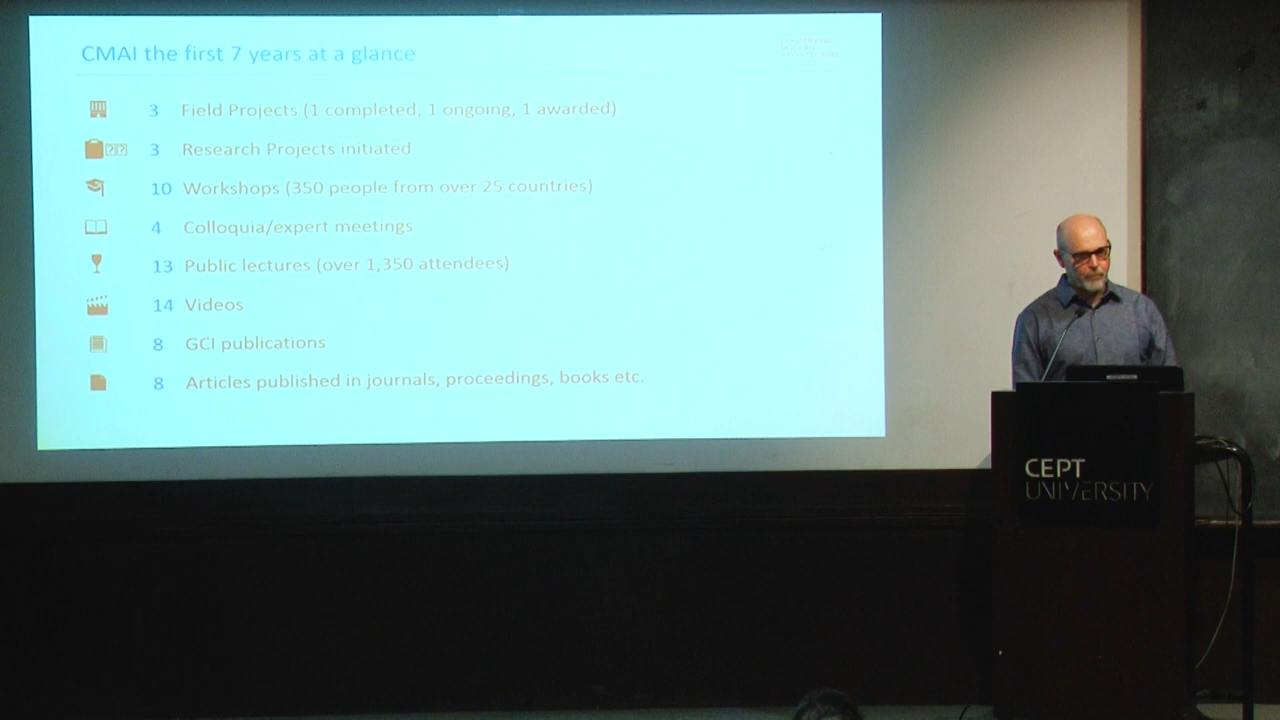 CMAI the first 7 years at a glance
3 Field Projects (1 completed, 1 ongoing, 1 awarded)
3 Research Projects initiated
10 Workshops (350 people from over 25 countries)
4 Colloquia/expert meetings
13 Public lectures (over 1,350 attendees)
14 Videos
8 GCI publications
8 Articles published in journals, proceedings, books etc.
CEPT
UNIVERSITY